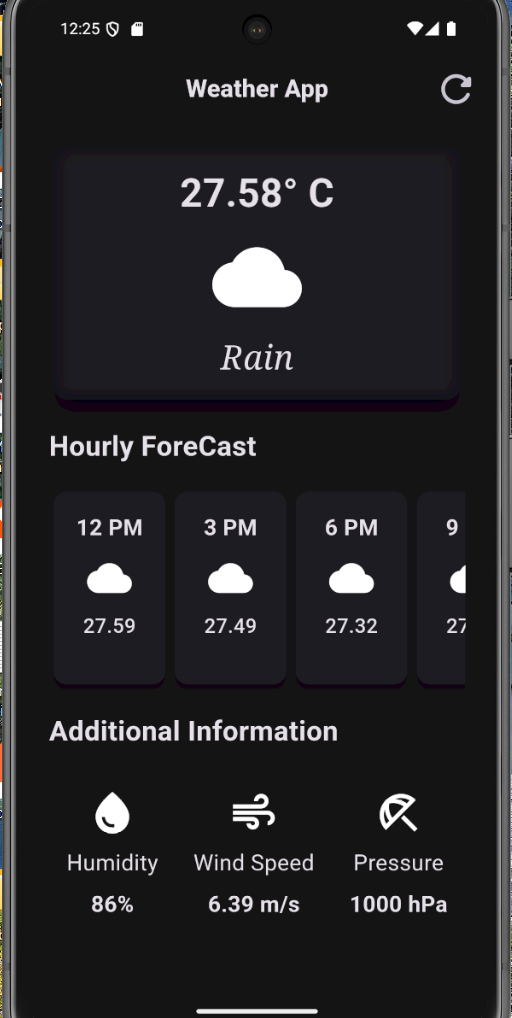 12:25
Weather App
27.58° C
Rain
Hourly ForeCast
12 PM 3 PM 6 PM 9
27.59 27.49 27.32 27
Additional Information
Humidity Wind Speed Pressure
86% 6.39 m/s 1000 hPa